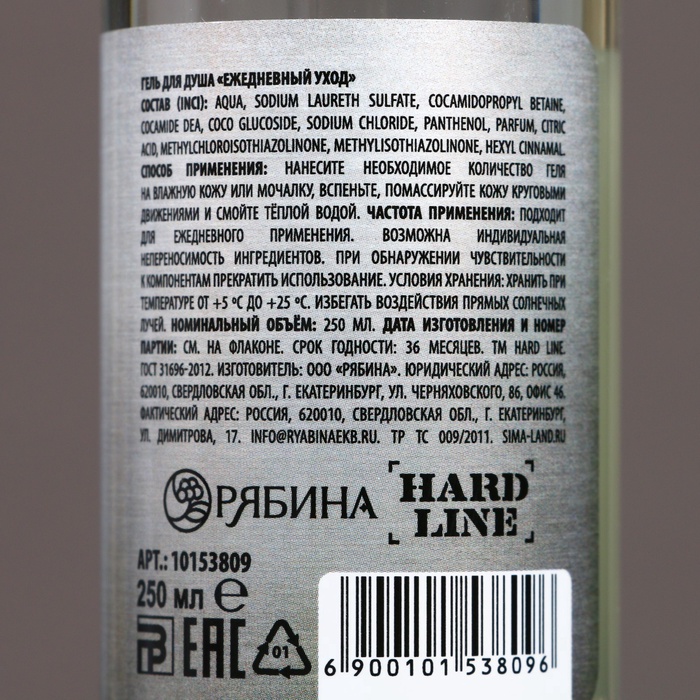 ГЕЛЬ ДЛЯ ДУША «ЕЖЕДНЕВНЫЙ УХОД»
СОСТАВ (INCI): AQUA, SODIUM LAURETH SULFATE, COCAMIDOPROPYL BETAINE,
COCAMIDE DEA, COCO GLUCOSIDE, SODIUM CHLORIDE, PANTHENOL, PARFUM, CITRIC
ACID, METHYLCHLOROISOTHIAZOLINONE, METHYLISOTHIAZOLINONE, HEXYL CINNAMAL.
СПОСОБ ПРИМЕНЕНИЯ: НАНЕСИТЕ НЕОБХОДИМОЕ КОЛИЧЕСТВО ГЕЛЯ
НА ВЛАЖНУЮ КОЖУ ИЛИ МОЧАЛКУ, ВСПЕНЬТЕ, ПОМАССИРУЙТЕ КОЖУ КРУГОВЫМИ
ДВИЖЕНИЯМИ И СМОЙТЕ ТЁПЛОЙ ВОДОЙ. ЧАСТОТА ПРИМЕНЕНИЯ: ПОДХОДИТ
ДЛЯ ЕЖЕДНЕВНОГО ПРИМЕНЕНИЯ. ВОЗМОЖНА ИНДИВИДУАЛЬНАЯ
НЕПЕРЕНОСИМОСТЬ ИНГРЕДИЕНТОВ. ПРИ ОБНАРУЖЕНИИ ЧУВСТВИТЕЛЬНОСТИ
К КОМПОНЕНТАМ ПРЕКРАТИТЬ ИСПОЛЬЗОВАНИЕ. УСЛОВИЯ ХРАНЕНИЯ: ХРАНИТЬ ПРИ
ТЕМПЕРАТУРЕ ОТ +5 ºC ДО +25 ºC. ИЗБЕГАТЬ ВОЗДЕЙСТВИЯ ПРЯМЫХ СОЛНЕЧНЫХ
ЛУЧЕЙ. НОМИНАЛЬНЫЙ ОБЪЁМ: 250 МЛ. ДАТА ИЗГОТОВЛЕНИЯ И НОМЕР
ПАРТИИ: СМ. НА ФЛАКОНЕ. СРОК ГОДНОСТИ: 36 МЕСЯЦЕВ. ТМ HARD LINE.
ГОСТ 31696-2012. ИЗГОТОВИТЕЛЬ: ООО «РЯБИНА». ЮРИДИЧЕСКИЙ АДРЕС: РОССИЯ,
620010, СВЕРДЛОВСКАЯ ОБЛ., Г. ЕКАТЕРИНБУРГ, УЛ. ЧЕРНЯХОВСКОГО, 86, ОФИС 46.
ФАКТИЧЕСКИЙ АДРЕС: РОССИЯ, 620010, СВЕРДЛОВСКАЯ ОБЛ., Г. ЕКАТЕРИНБУРГ,
УЛ. ДИМИТРОВА, 17. INFO@RYABINAEKB.RU. ТР ТС 009/2011. SIMA-LAND.RU
РЯБИНА
HARD
LINE
АРТ.: 10153809
250 мл e
EAC
01
6 900101 538096